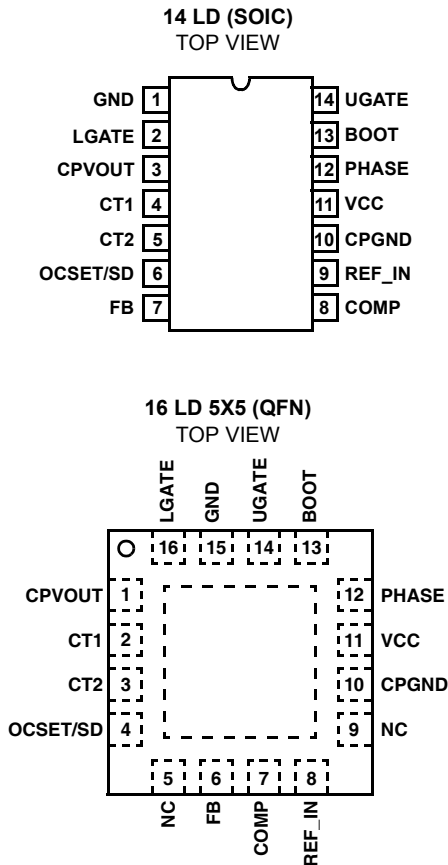 14 LD (SOIC)
TOP VIEW
GND 1 14 UGATE
LGATE 2 13 BOOT
CPVOUT 3 12 PHASE
CT1 4 11 VCC
CT2 5 10 CPGND
OCSET/SD 6 9 REF_IN
FB 7 8 COMP
16 LD 5X5 (QFN)
TOP VIEW
LGATE GND UGATE BOOT
16 15 14 13
CPVOUT 1 12 PHASE
CT1 2 11 VCC
CT2 3 10 CPGND
OCSET/SD 4 9 NC
5 6 7 8
NC FB COMP REF_IN